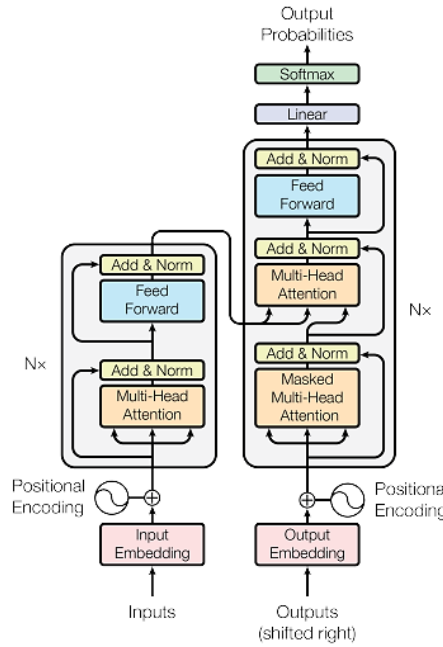 Output
Probabilities
Softmax
Linear
Add & Norm
Feed
Forward
Add & Norm
Multi-Head
Attention
Nx
Add & Norm
Masked
Multi-Head
Attention
Add & Norm
Feed
Forward
Nx
Add & Norm
Multi-Head
Attention
Positional
Encoding
Input
Embedding
Inputs
Positiona
Encoding
Output
Embedding
Outputs
(shifted right)